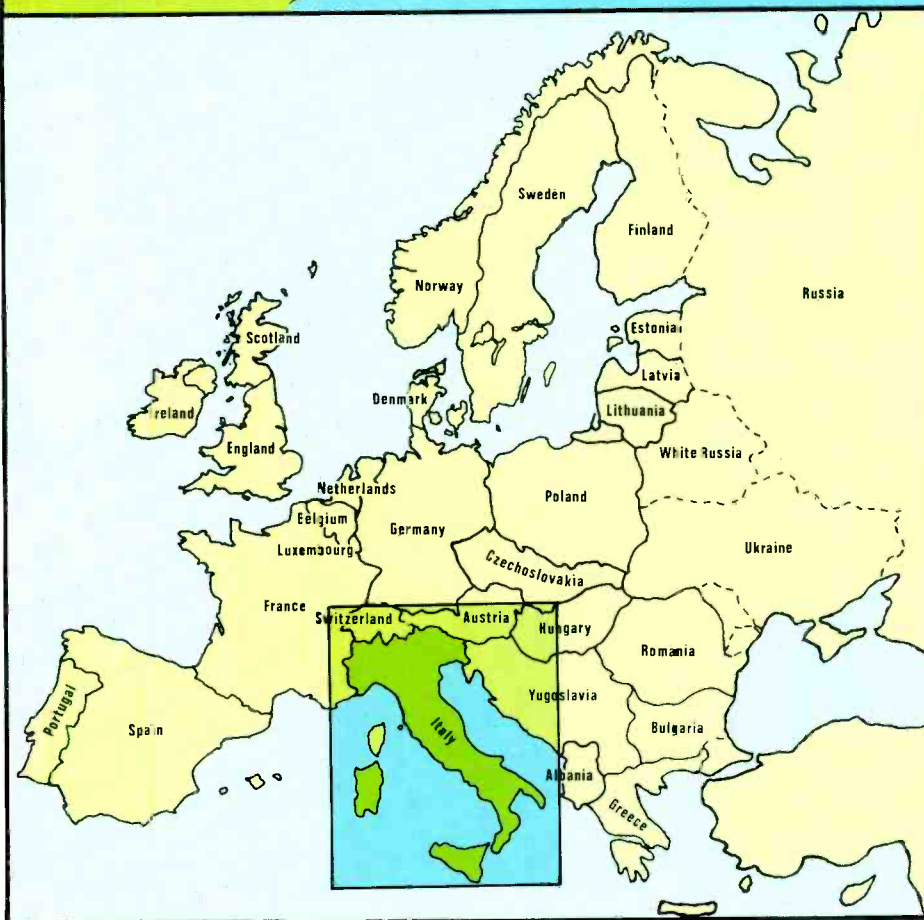 Sweden
Finland
Norway
Russia
Estonia
Scotland
Latvia
Denmark
Lithuania
Ireland
England
White Russia
Netherlands
Poland
Belgium
Germany
Luxembourg
Ukraine
Czechoslovakia
France
Switzerland
Austria
Hungary
Romania
Yugoslavia
Portugal
Spain
Italy
Bulgaria
Albania
Greece